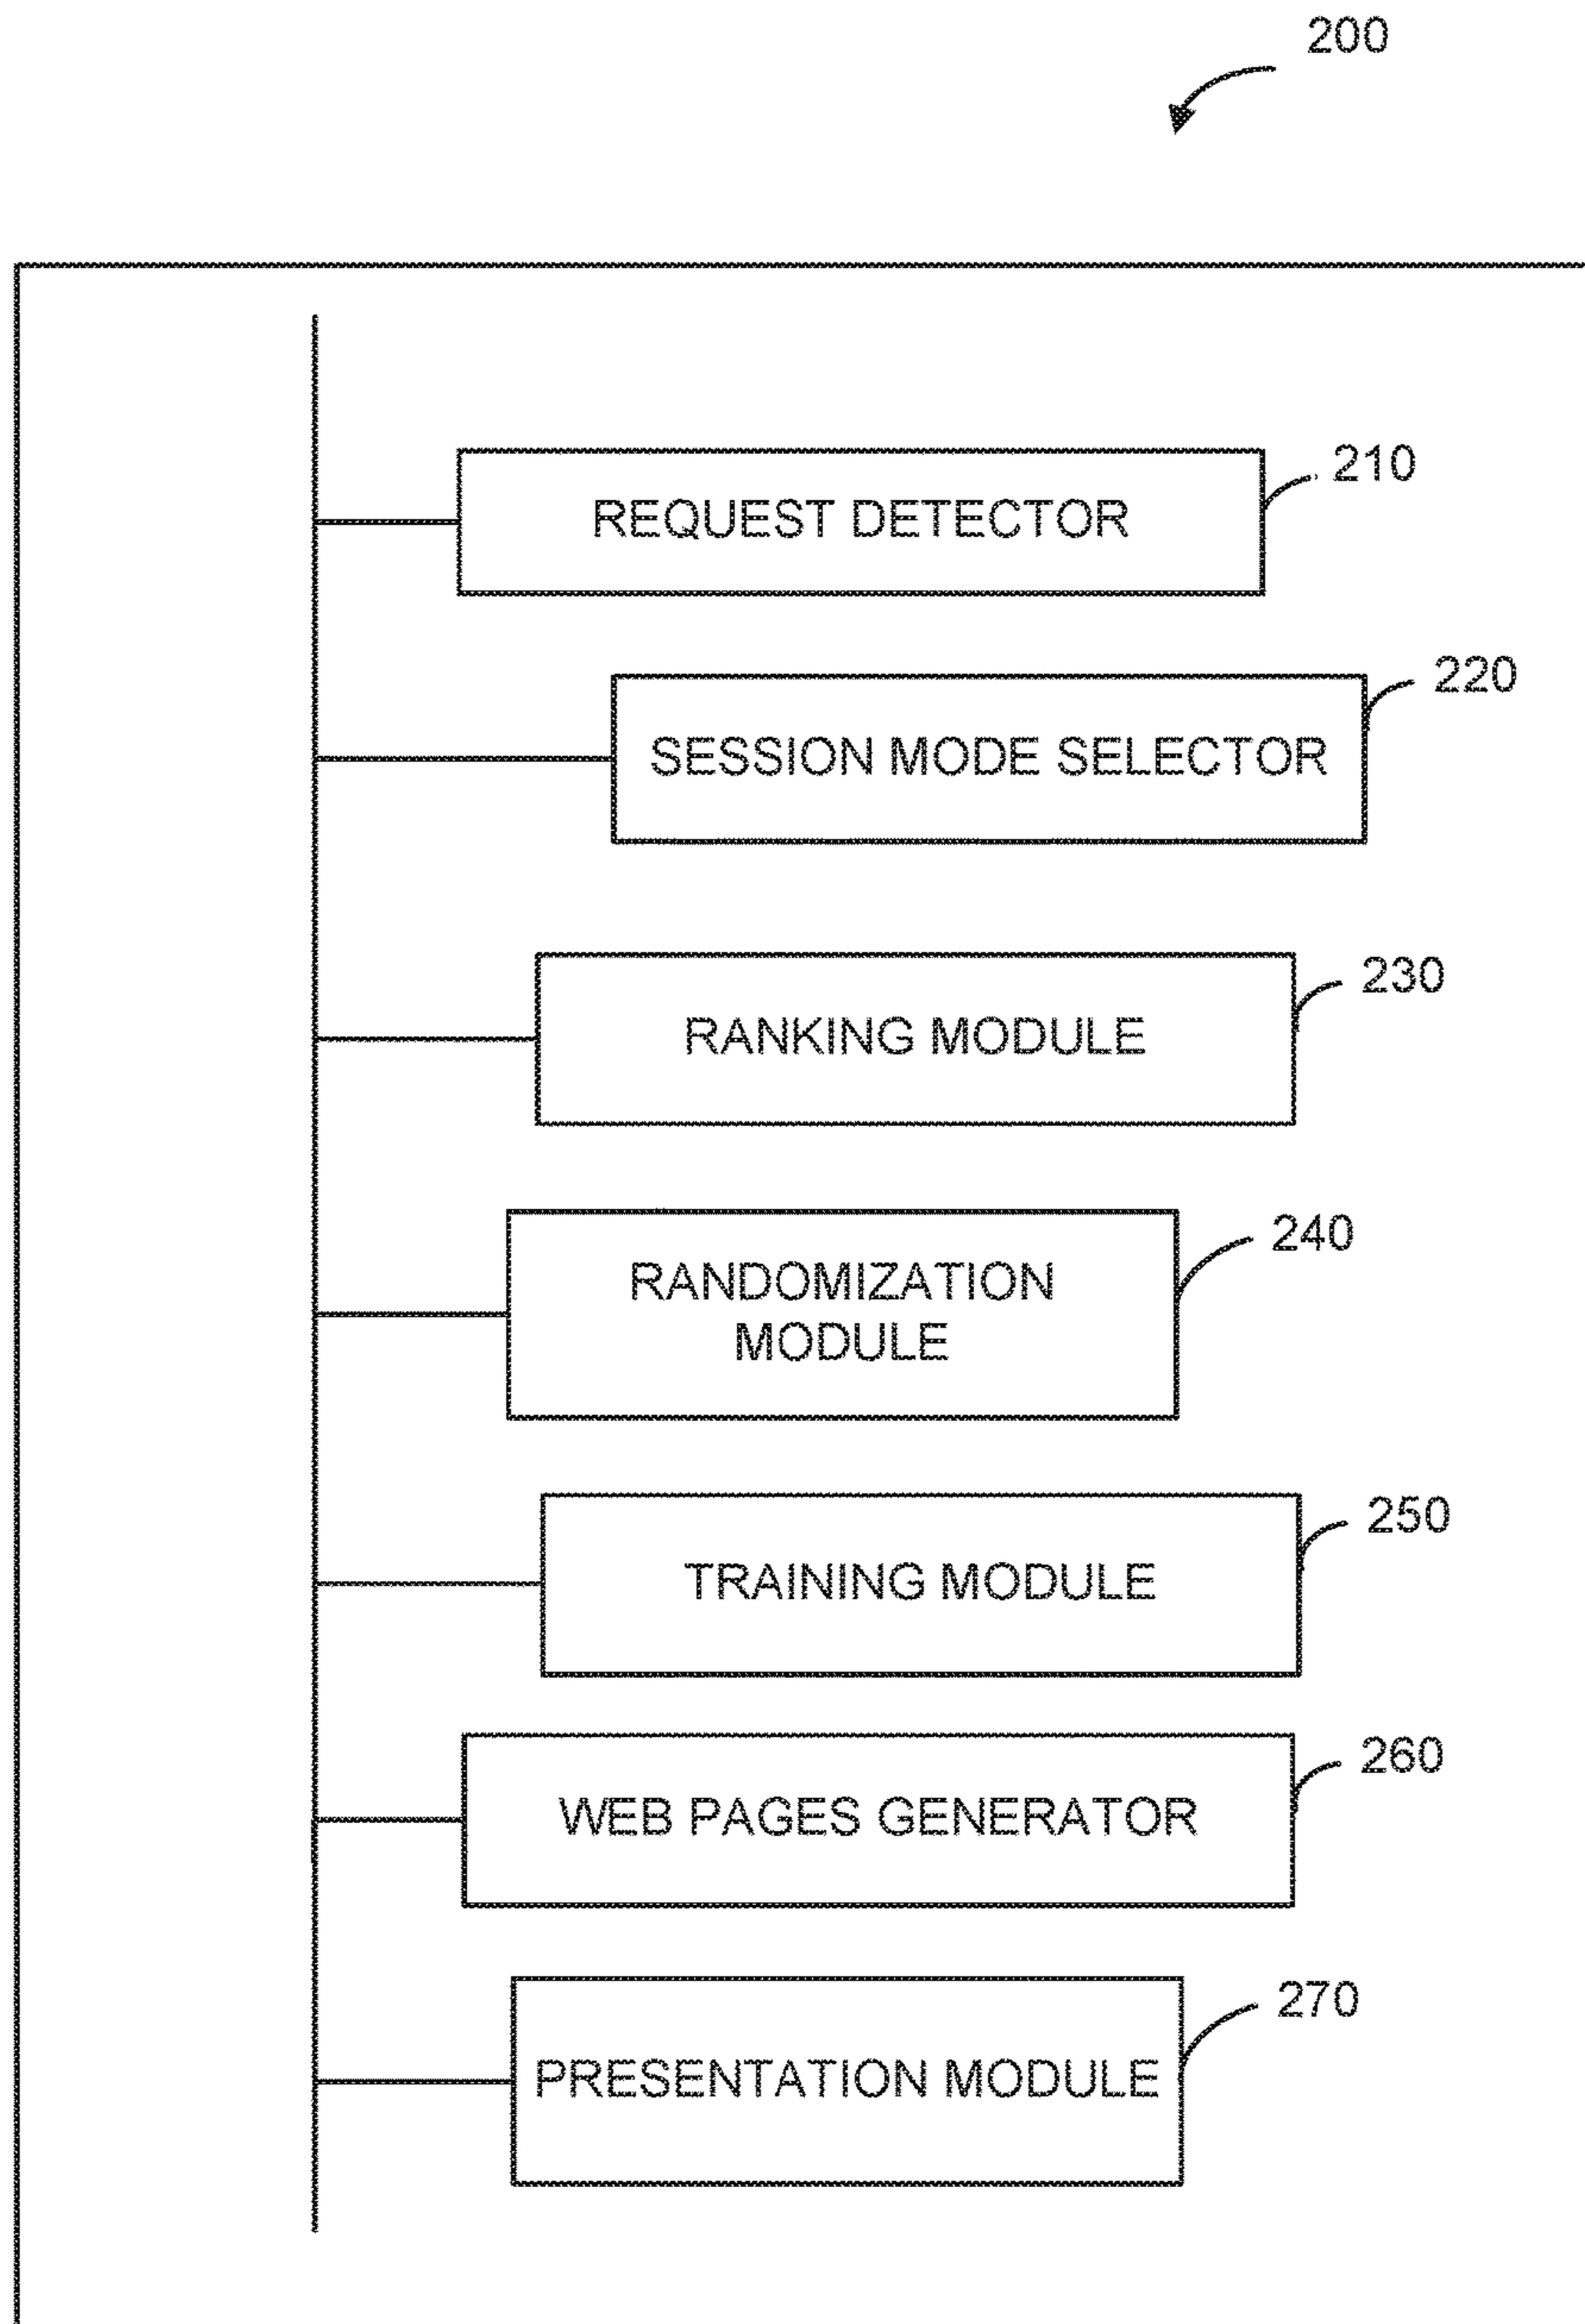 200
210
REQUEST DETECTOR
220
SESSION MODE SELECTOR
230
RANKING MODULE
240
RANDOMIZATION
MODULE
250
TRAINING MODULE
260
WEB PAGES GENERATOR
270
PRESENTATION MODULE